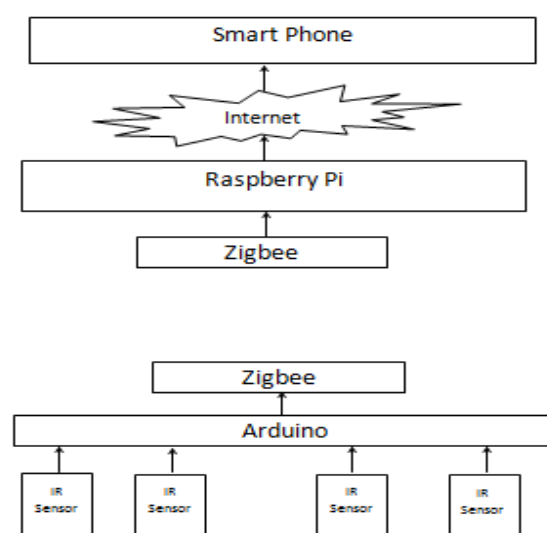 Smart Phone
Internet
Raspberry Pi
Zigbee
Zigbee
Arduino
IR
Sensor
IR
Sensor
IR
Sensor
IR
Sensor